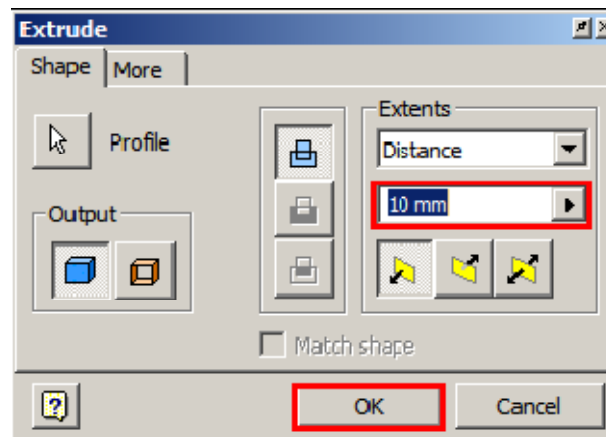 Extrude
Shape More
Extents
Profile
Distance
10 mm
Output
Match shape
OK Cancel